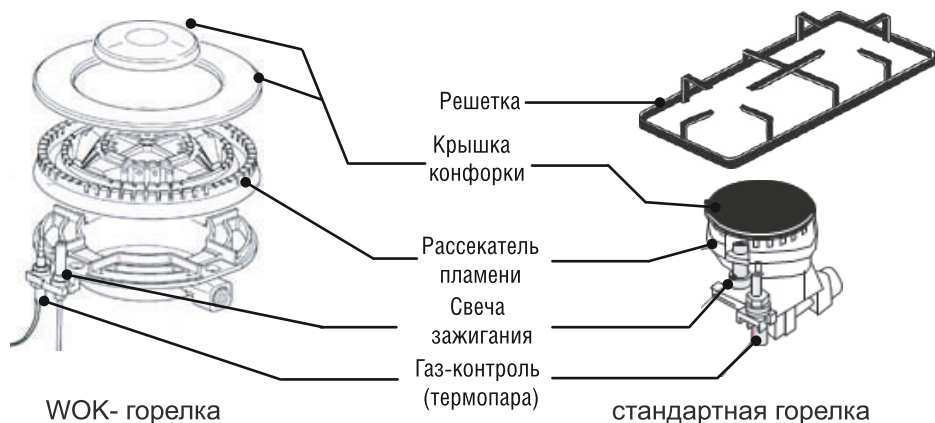 Решетка
Крышка
конфорки
Рассекатель
пламени
Свеча
зажигания
Газ-контроль
(термопара)
WOK- горелка
стандартная горелка